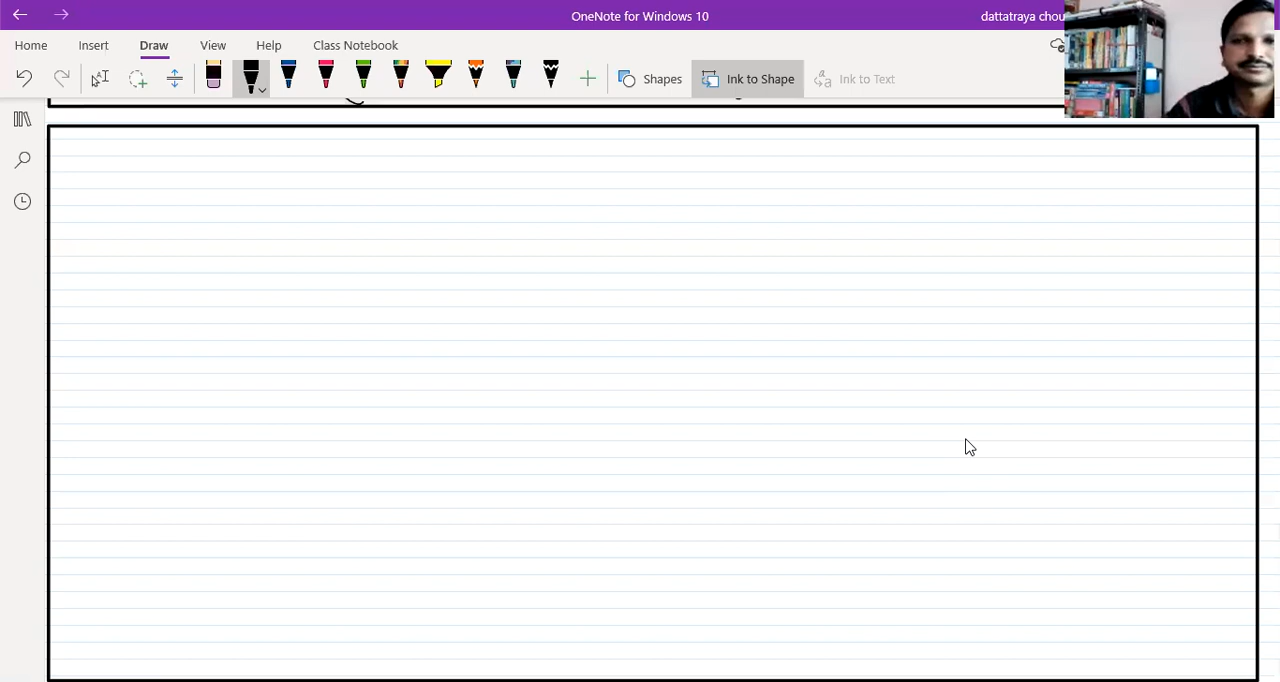 OneNote for Windows 10
dattatraya chou
Home Insert Draw View Help Class Notebook
Shapes Ink to Shape Ink to Text